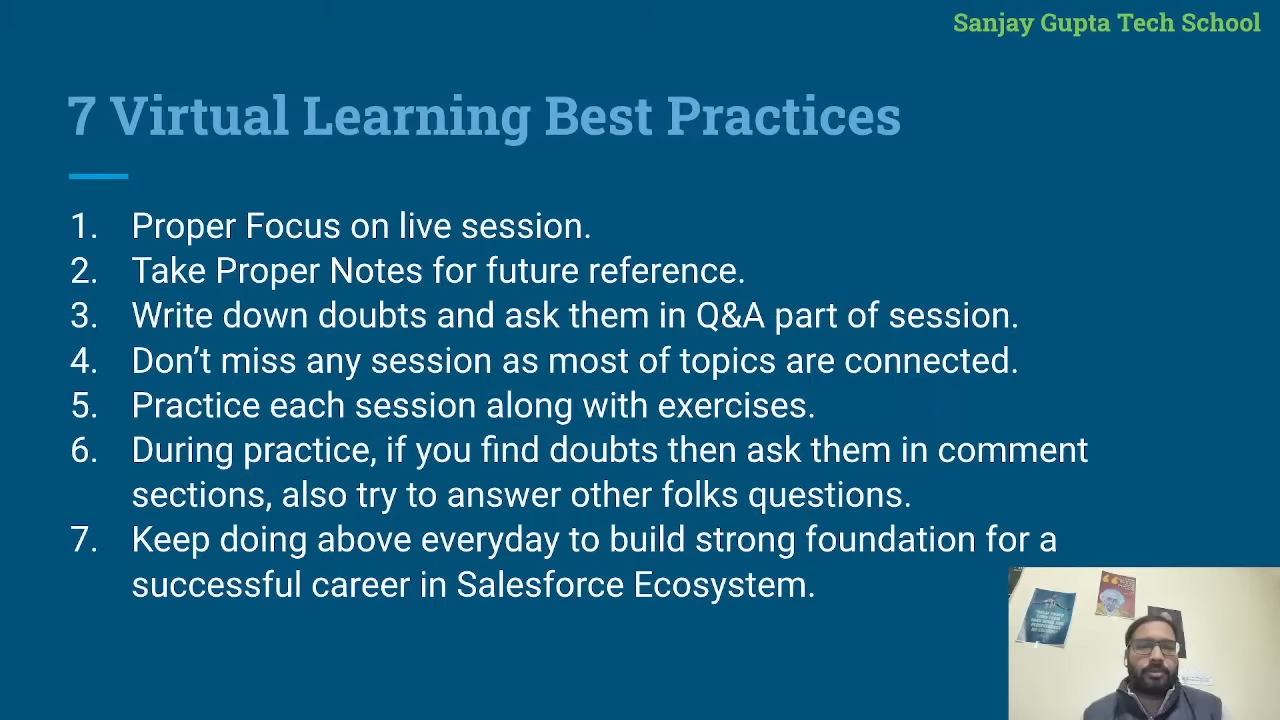 Sanjay Gupta Tech School
7 Virtual Learning Best Practices
1. Proper Focus on live session.
2. Take Proper Notes for future reference.
3. Write down doubts and ask them in Q&A part of session.
4. Don’t miss any session as most of topics are connected.
5. Practice each session along with exercises.
6. During practice, if you find doubts then ask them in comment
sections, also try to answer other folks questions.
7. Keep doing above everyday to build strong foundation for a
successful career in Salesforce Ecosystem.